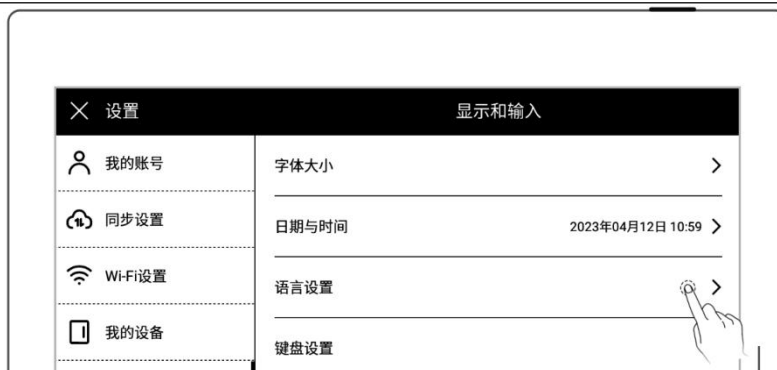 设置
显示和输入
我的账号
同步设置
Wi-Fi设置
我的设备
字体大小
日期与时间 2023年04月12日 10:59
语言设置
键盘设置